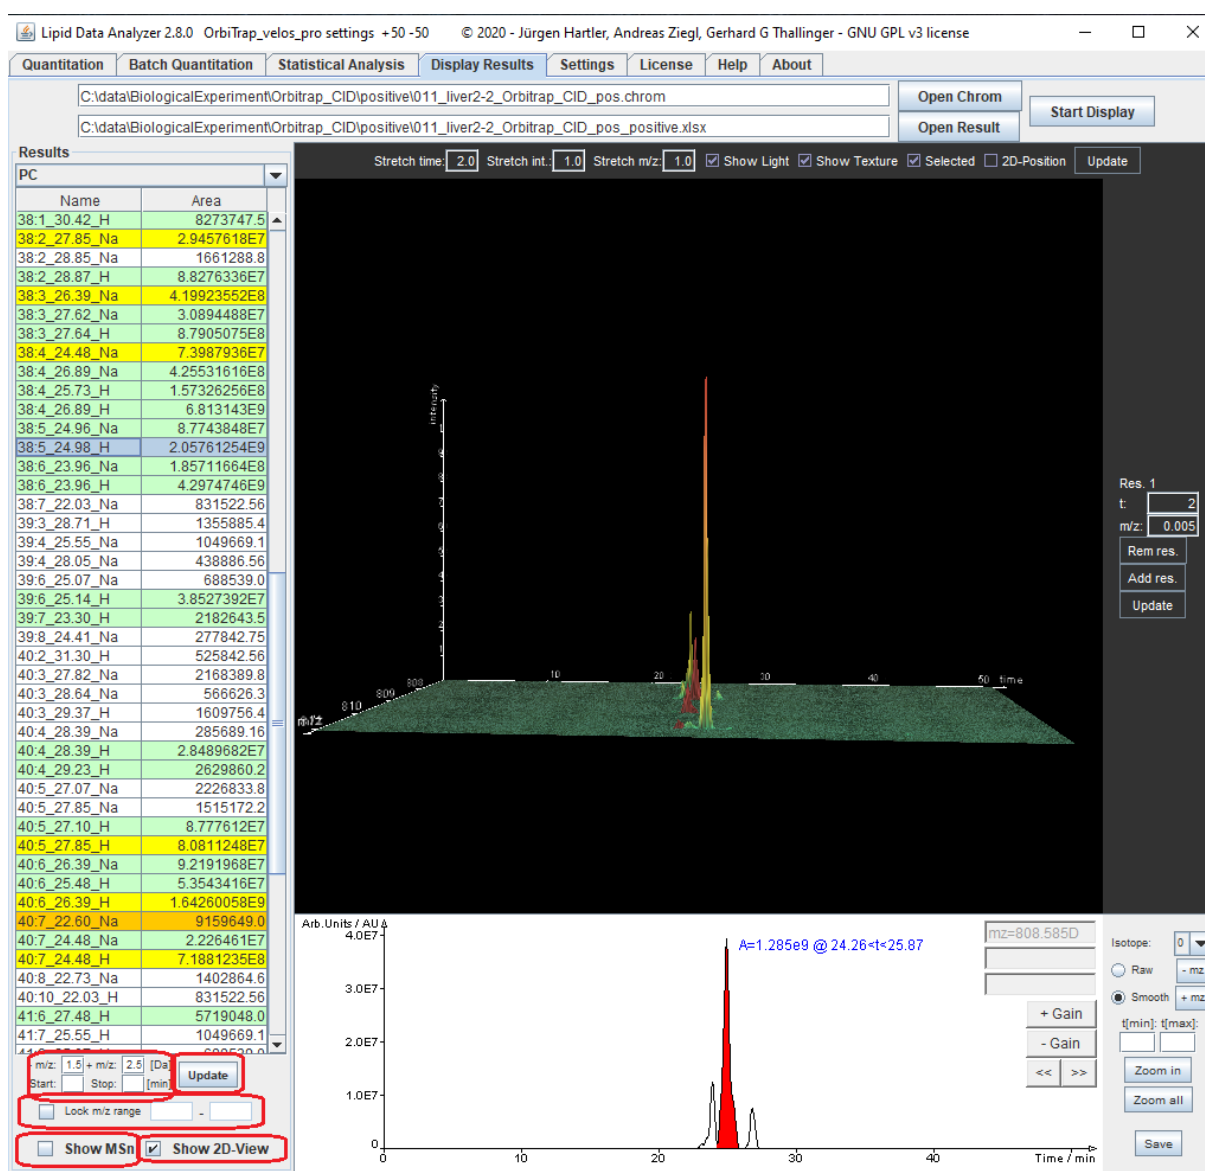 Lipid Data Analyzer 2.8.0 OrbiTrap_velos_pro settings +50 -50 © 2020 - Jürgen Hartler, Andreas Ziegl, Gerhard G Thallinger - GNU GPL v3 license
Quantitation Batch Quantitation Statistical Analysis Display Results Settings License Help About
C:\data\BiologicalExperiment\Orbitrap_CID\positive\011_liver2-2_Orbitrap_CID_pos.chrom Open Chrom
Start Display
C:\data\BiologicalExperiment\Orbitrap_CID\positive\011_liver2-2_Orbitrap_CID_pos_positive.xlsx Open Result
Results
PC
Name Area
38:1_30.42_H 8273747.5
38:2_27.85_Na 2.9457618E7
38:2_28.85_Na 1661288.8
38:2_28.87_H 8.8276336E7
38:3_26.39_Na 4.19923552E8
38:3_27.62_Na 3.0894488E7
38:3_27.64_H 8.7905075E8
38:4_24.48_Na 7.3987936E7
38:4_26.89_Na 4.25531616E8
38:4_25.73_H 1.57326256E8
38:4_26.89_H 6.813143E9
38:5_24.96_Na 8.7743848E7
38:5_24.98_H 2.05761254E9
38:6_23.96_Na 1.85711664E8
38:6_23.96_H 4.2974746E9
38:7_22.03_Na 831522.56
39:3_28.71_H 1355885.4
39:4_25.55_Na 1049669.1
39:4_28.05_Na 438886.56
39:6_25.07_Na 688539.0
39:6_25.14_H 3.8527392E7
39:7_23.30_H 2182643.5
39:8_24.41_Na 277842.75
40:2_31.30_H 525842.56
40:3_27.82_Na 2168389.8
40:3_28.64_Na 566626.3
40:3_29.37_H 1609756.4
40:4_28.39_Na 285689.16
40:4_28.39_H 2.8489682E7
40:4_29.23_H 2629860.2
40:5_27.07_Na 2226833.8
40:5_27.85_Na 1515172.2
40:5_27.10_H 8.777612E7
40:5_27.85_H 8.0811248E7
40:6_26.39_Na 9.2191968E7
40:6_25.48_H 5.3543416E7
40:6_26.39_H 1.64260058E9
40:7_22.60_Na 9159649.0
40:7_24.48_Na 2.226461E7
40:7_24.48_H 7.1881235E8
40:8_22.73_Na 1402864.6
40:10_22.03_H 831522.56
41:6_27.48_H 5719048.0
41:7_25.55_H 1049669.1
- m/z: 1.5 + m/z: 2.5 [Da]
Start: Stop: [min] Update
Lock m/z range -
Show MSn Show 2D-View
Stretch time: 2.0 Stretch int.: 1.0 Stretch m/z: 1.0 Show Light Show Texture Selected 2D-Position Update
intensity
10 20 30 40 50 time
808
809
810
m/z
Res. 1
t: 2
m/z: 0.005
Rem res.
Add res.
Update
Arb.Units / AU
4.0E7
3.0E7
2.0E7
1.0E7
0
0 10 20 30 40 Time / min
A=1.285e9 @ 24.26<t<25.87
mz=808.585D
+ Gain
- Gain
<< >>
Isotope: 0
Raw - mz
Smooth + mz
t[min]: t[max]:
Zoom in
Zoom all
Save